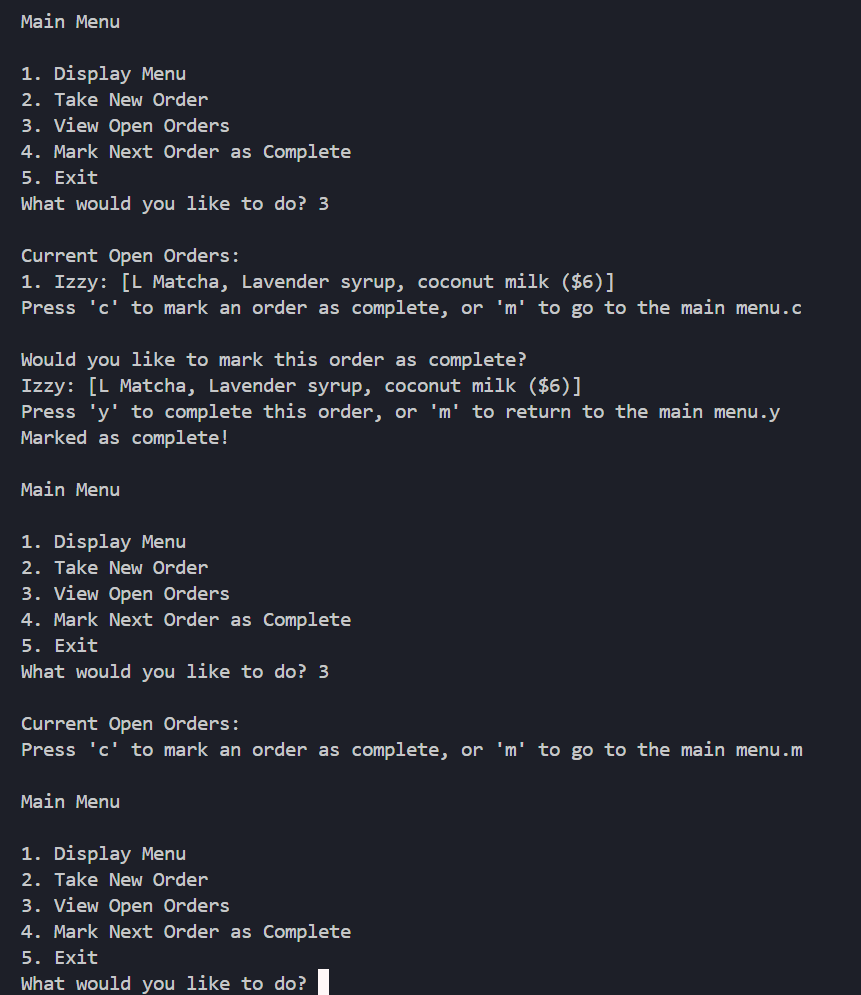 Main Menu
1. Display Menu
2. Take New Order
3. View Open Orders
4. Mark Next Order as Complete
5. Exit
What would you like to do? 3
Current Open Orders:
1. Izzy: [L Matcha, Lavender syrup, coconut milk ($6)]
Press 'c' to mark an order as complete, or 'm' to go to the main menu.c
Would you like to mark this order as complete?
Izzy: [L Matcha, Lavender syrup, coconut milk ($6)]
Press 'y' to complete this order, or 'm' to return to the main menu.y
Marked as complete!
Main Menu
1. Display Menu
2. Take New Order
3. View Open Orders
4. Mark Next Order as Complete
5. Exit
What would you like to do? 3
Current Open Orders:
Press 'c' to mark an order as complete, or 'm' to go to the main menu.m
Main Menu
1. Display Menu
2. Take New Order
3. View Open Orders
4. Mark Next Order as Complete
5. Exit
What would you like to do?